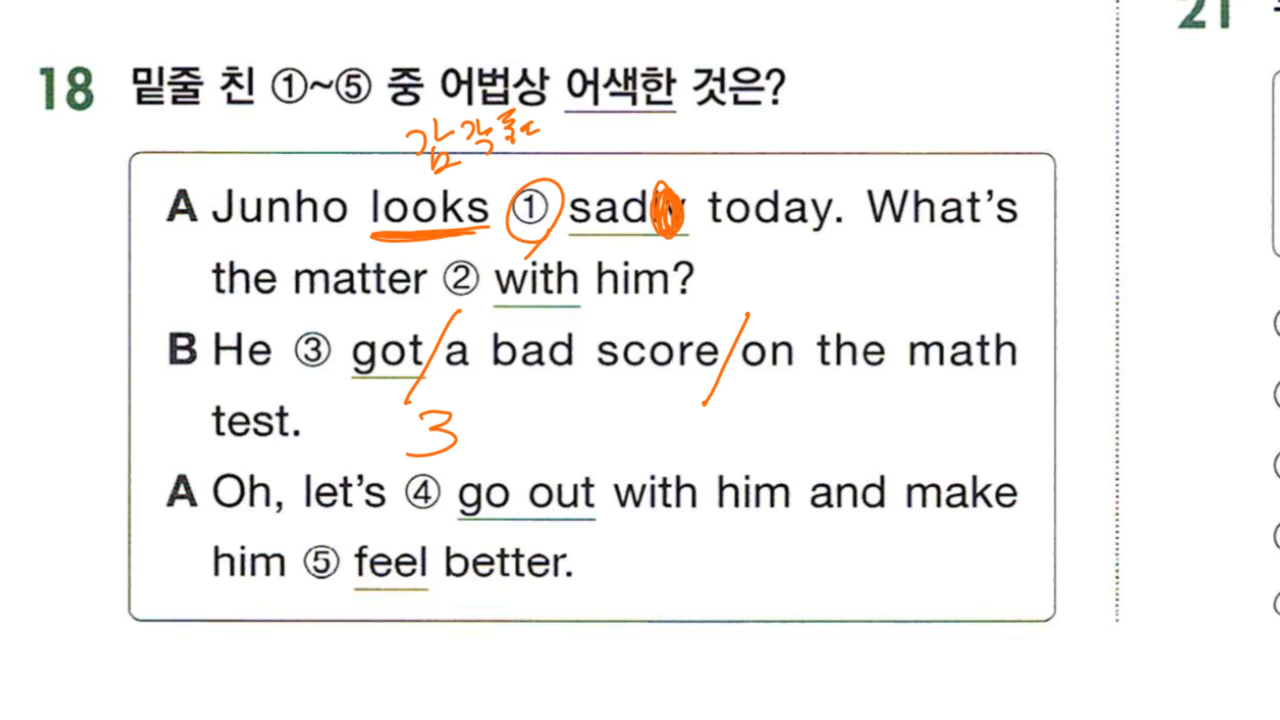 21
18 밑줄 친 ①~⑤ 중 어법상 어색한 것은?
감각동
A Junho looks ① sadly today. What's
the matter ② with him?
B He ③ got a bad score on the math
test.
3
A Oh, let's ④ go out with him and make
him ⑤ feel better.